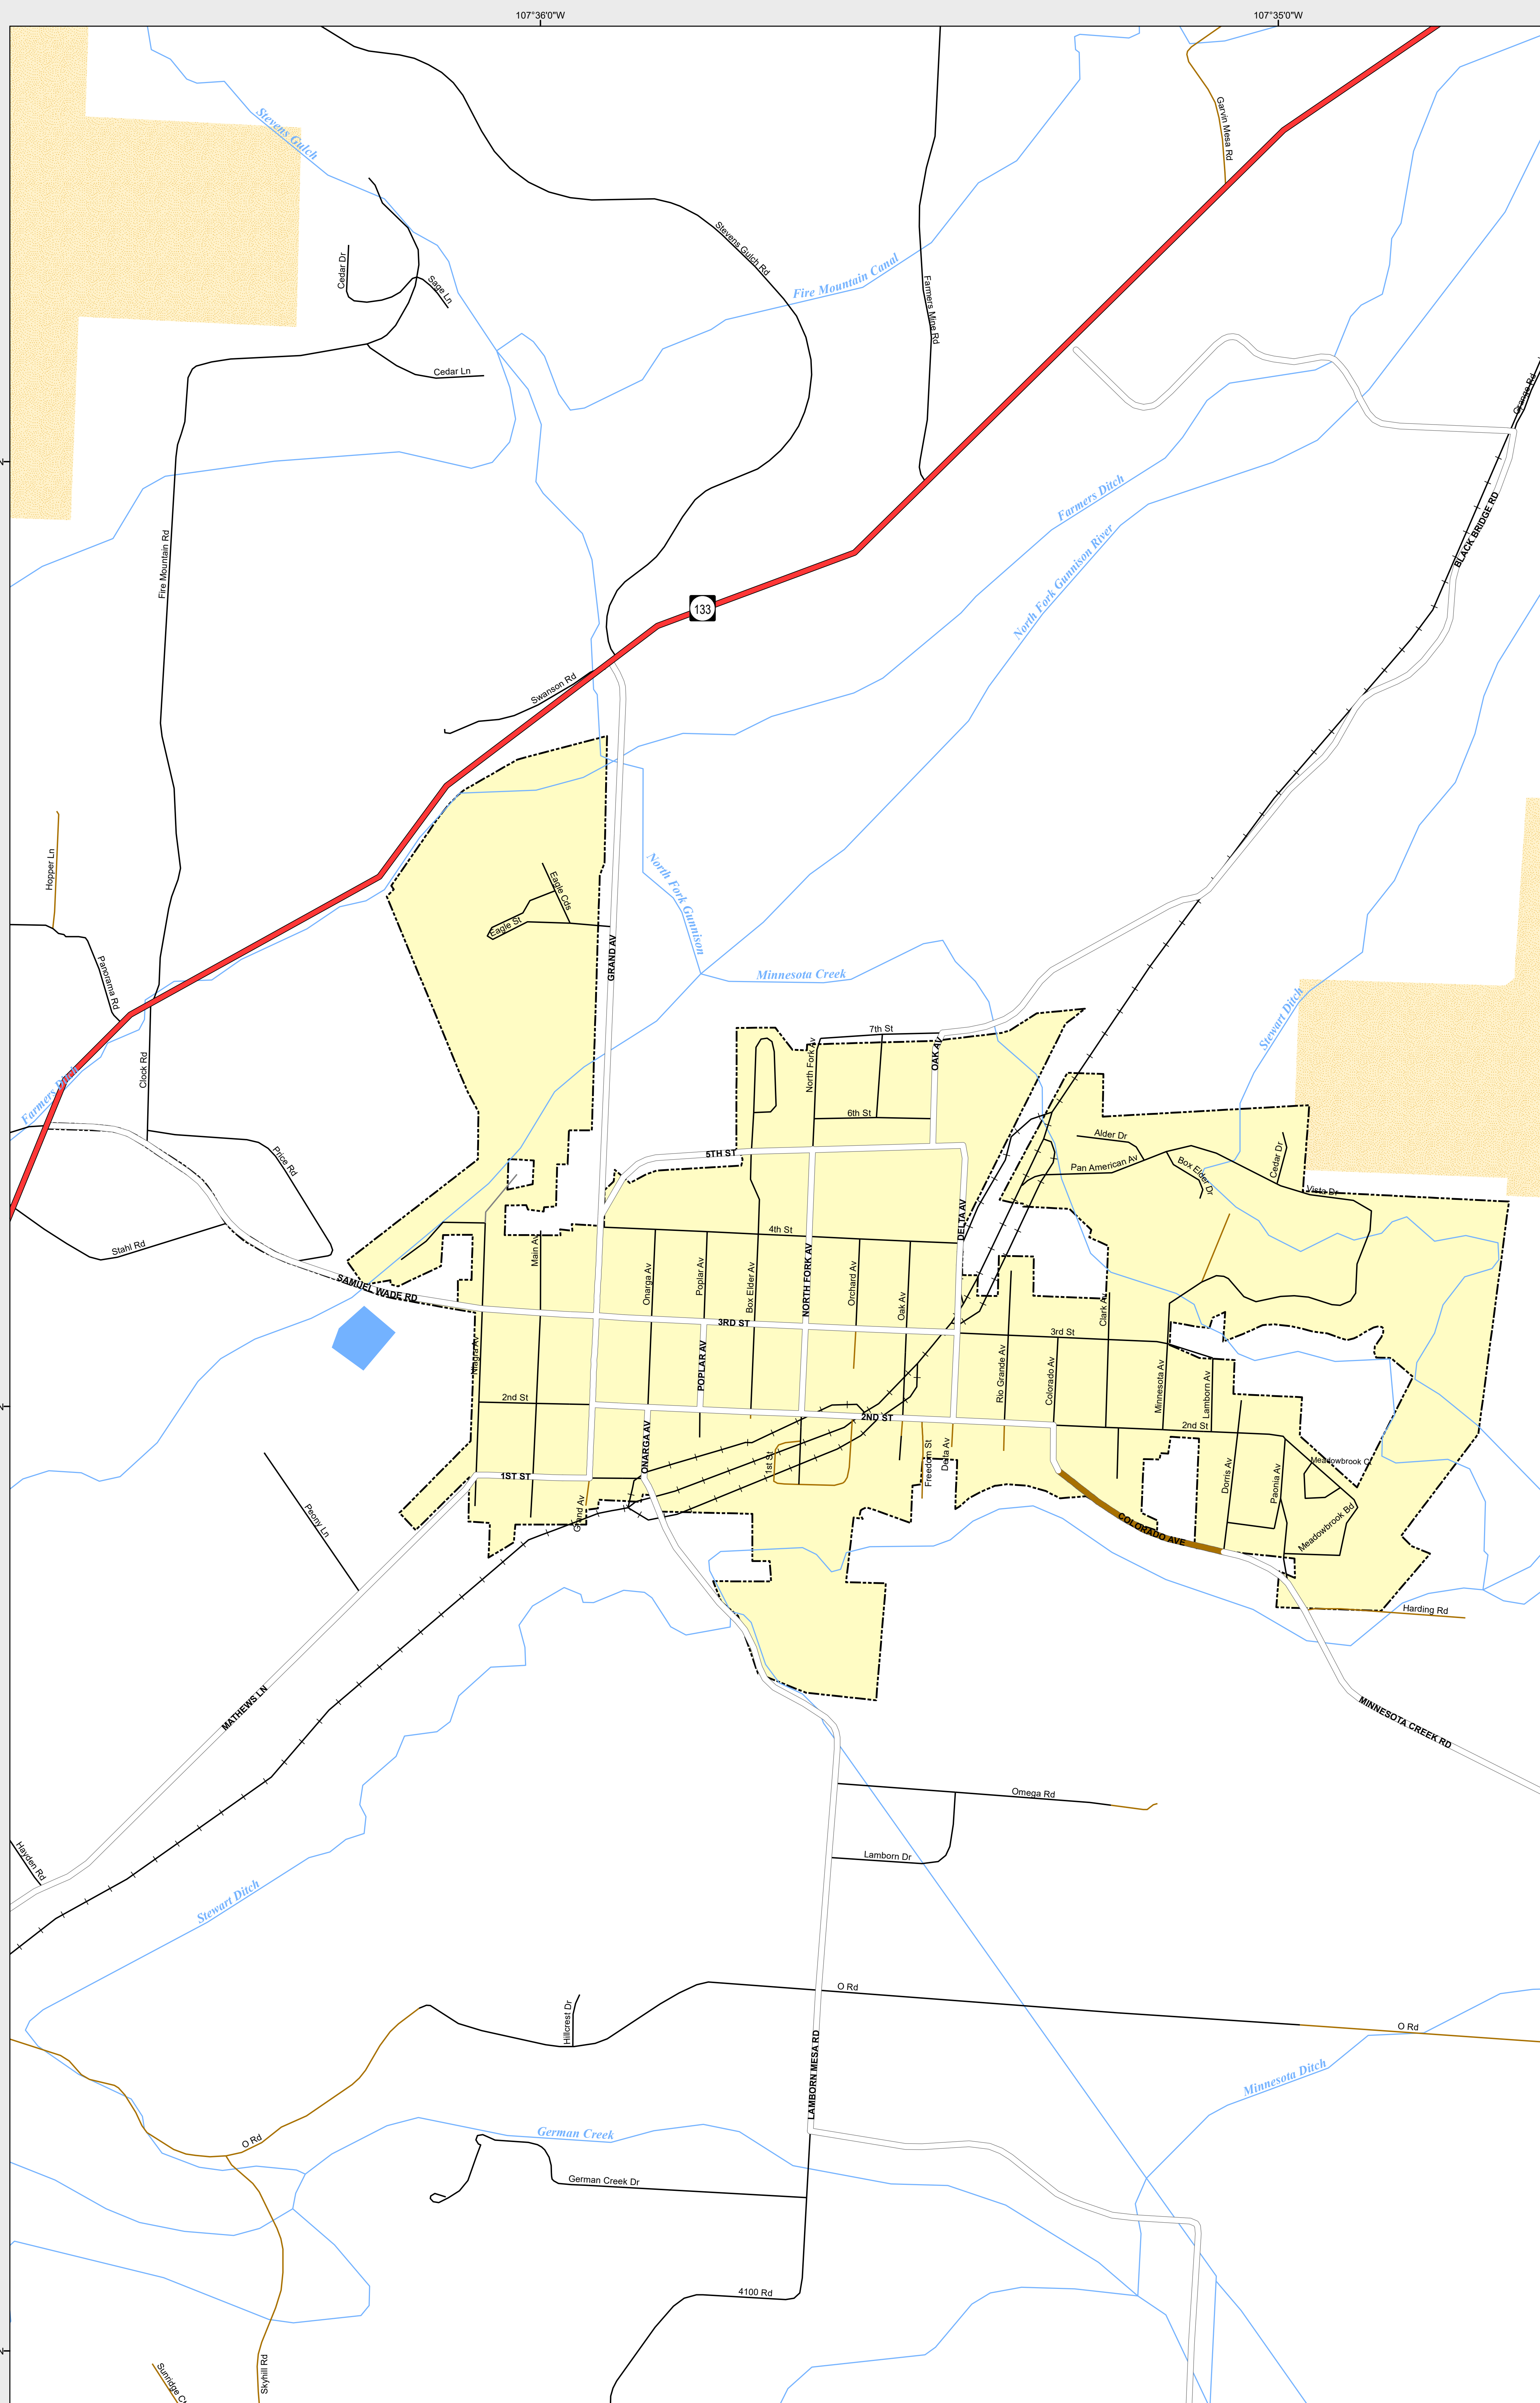 107°36'0"W
107°35'0"W
Stevens Gulch
Garvin Mesa Rd
Stevens Gulch Rd
Cedar Dr
Sage Ln
Fire Mountain Canal
Farmers Mine Rd
Cedar Ln
Grange Rd
Farmers Ditch
BLACK BRIDGE RD
Fire Mountain Rd
North Fork Gunnison River
133
Swanson Rd
Hopper Ln
Eagle Cds
Eagle St
North Fork Gunnison
GRAND AV
Panorama Rd
Minnesota Creek
Stewart Ditch
7th St
North Fork Av
OAK AV
Clock Rd
Farmers Ditch
6th St
Alder Dr
Price Rd
5TH ST
Pan American Av
Box Elder Dr
Cedar Dr
Vista Dr
Stahl Rd
4th St
DELTA AV
Main Av
Onarga Av
Poplar Av
Box Elder Av
NORTH FORK AV
Orchard Av
Oak Av
Clark Av
SAMUEL WADE RD
3RD ST
3rd St
Niagra Av
POPLAR AV
Rio Grande Av
Colorado Av
Minnesota Av
Lamborn Av
2nd St
2ND ST
2nd St
ONARGA AV
1ST ST
1st St
Freedom St
Delta Av
Dorris Av
Paonia Av
Meadowbrook C
Meadowbrook Bd
Grand Av
Peony Ln
COLORADO AVE
Harding Rd
MATHEWS LN
MINNESOTA CREEK RD
Omega Rd
Lamborn Dr
Hayden Rd
Stewart Ditch
O Rd
O Rd
Hillcrest Dr
LAMBORN MESA RD
Minnesota Ditch
O Rd
German Creek
German Creek Dr
4100 Rd
Skyhill Rd
Sunridge